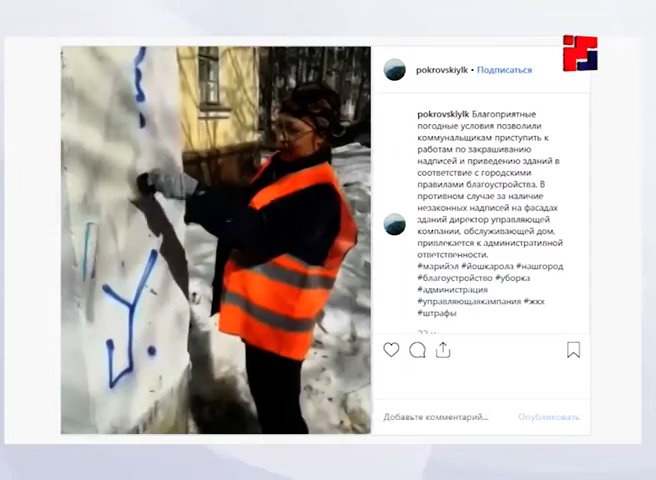 pokrovskiylk • Подписаться
pokrovskiylk Благоприятные
погодные условия позволили
коммунальщикам приступить к
работам по закрашиванию
надписей и приведению зданий в
соответствие с городскими
правилами благоустройства. В
противном случае за наличие
незаконных надписей на фасадах
зданий директор управляющей
компании, обслуживающей дом,
привлекается к административной
ответственности.
#марийэл #йошкарола #нашгород
#благоустройство #уборка
#администрация
#управляющаякампания #жкх
#штрафы
Добавьте комментарий...
Опубликовать